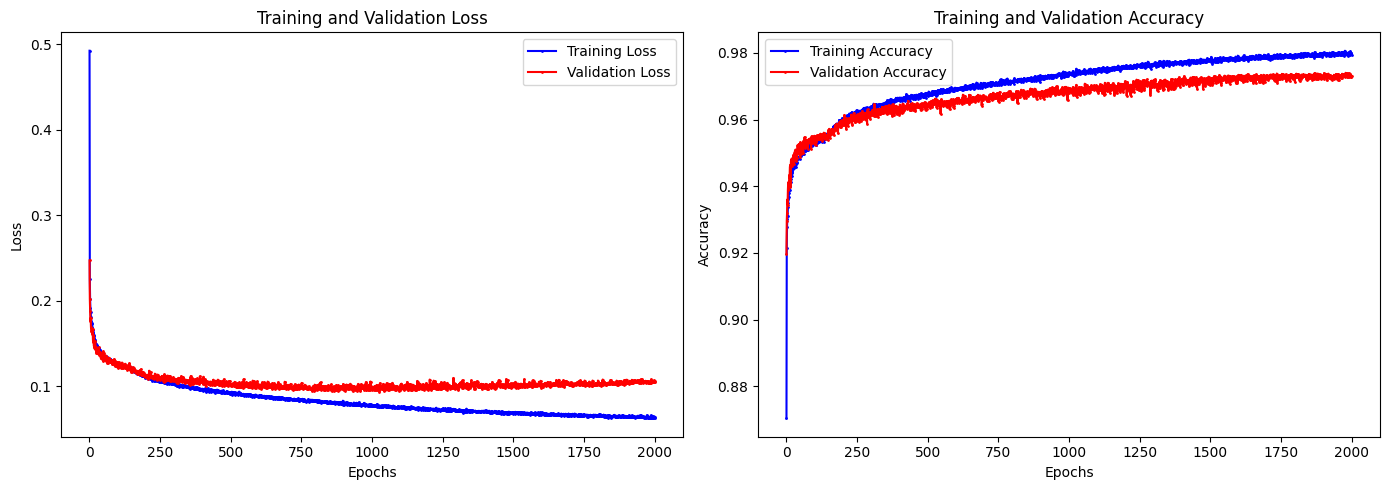 Training and Validation Loss
Training Loss
Validation Loss
0.5
0.4
0.3
0.2
0.1
Loss
0 250 500 750 1000 1250 1500 1750 2000
Epochs
Training and Validation Accuracy
Training Accuracy
Validation Accuracy
0.98
0.96
0.94
0.92
0.90
0.88
Accuracy
0 250 500 750 1000 1250 1500 1750 2000
Epochs